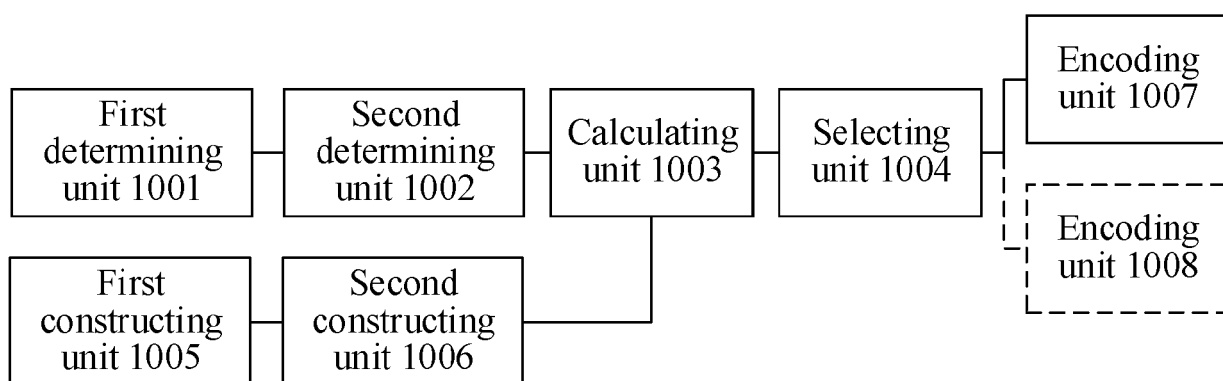 First
determining
unit 1001
Second
determining
unit 1002
Calculating
unit 1003
Selecting
unit 1004
Encoding
unit 1007
Encoding
unit 1008
First
constructing
unit 1005
Second
constructing
unit 1006